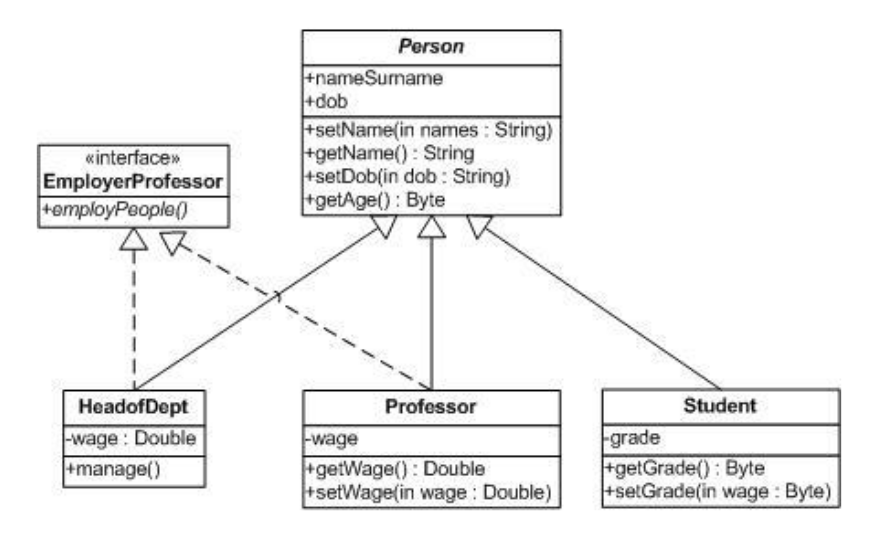 Person
+nameSurname
+dob
+setName(in names : String)
+getName() : String
+setDob(in dob : String)
+getAge() : Byte
«interface»
EmployerProfessor
+employPeople()
HeadofDept
-wage : Double
+manage()
Professor
-wage
+getWage() : Double
+setWage(in wage : Double)
Student
-grade
+getGrade() : Byte
+setGrade(in wage : Byte)